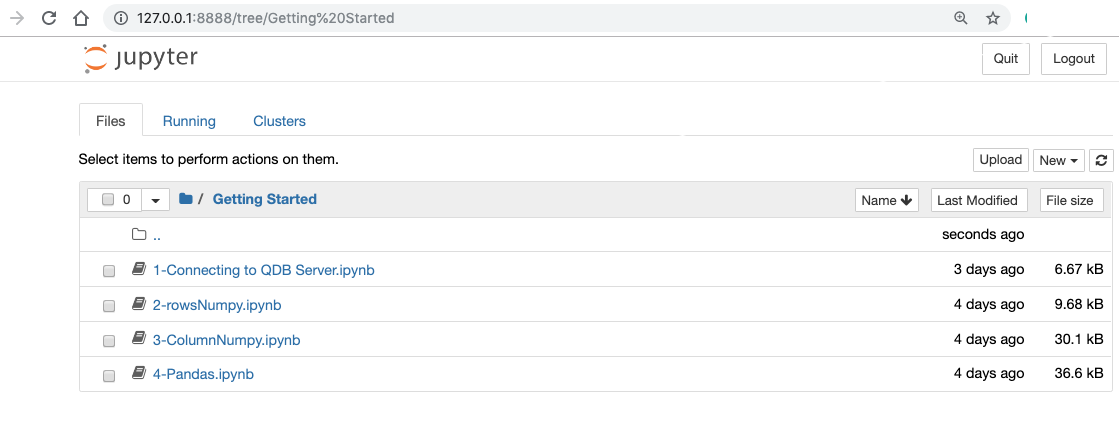 127.0.0.1:8888/tree/Getting%20Started
jupyter Quit Logout
Files Running Clusters
Select items to perform actions on them. Upload New
0 / Getting Started Name Last Modified File size
.. seconds ago
1-Connecting to QDB Server.ipynb 3 days ago 6.67 kB
2-rowsNumpy.ipynb 4 days ago 9.68 kB
3-ColumnNumpy.ipynb 4 days ago 30.1 kB
4-Pandas.ipynb 4 days ago 36.6 kB